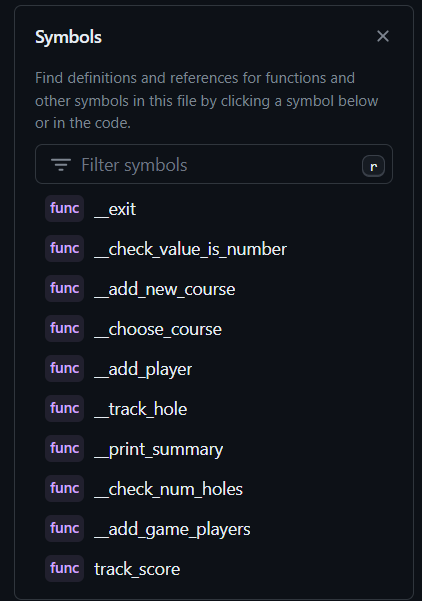 Symbols
Find definitions and references for functions and
other symbols in this file by clicking a symbol below
or in the code.
Filter symbols r
func __exit
func __check_value_is_number
func __add_new_course
func __choose_course
func __add_player
func __track_hole
func __print_summary
func __check_num_holes
func __add_game_players
func track_score